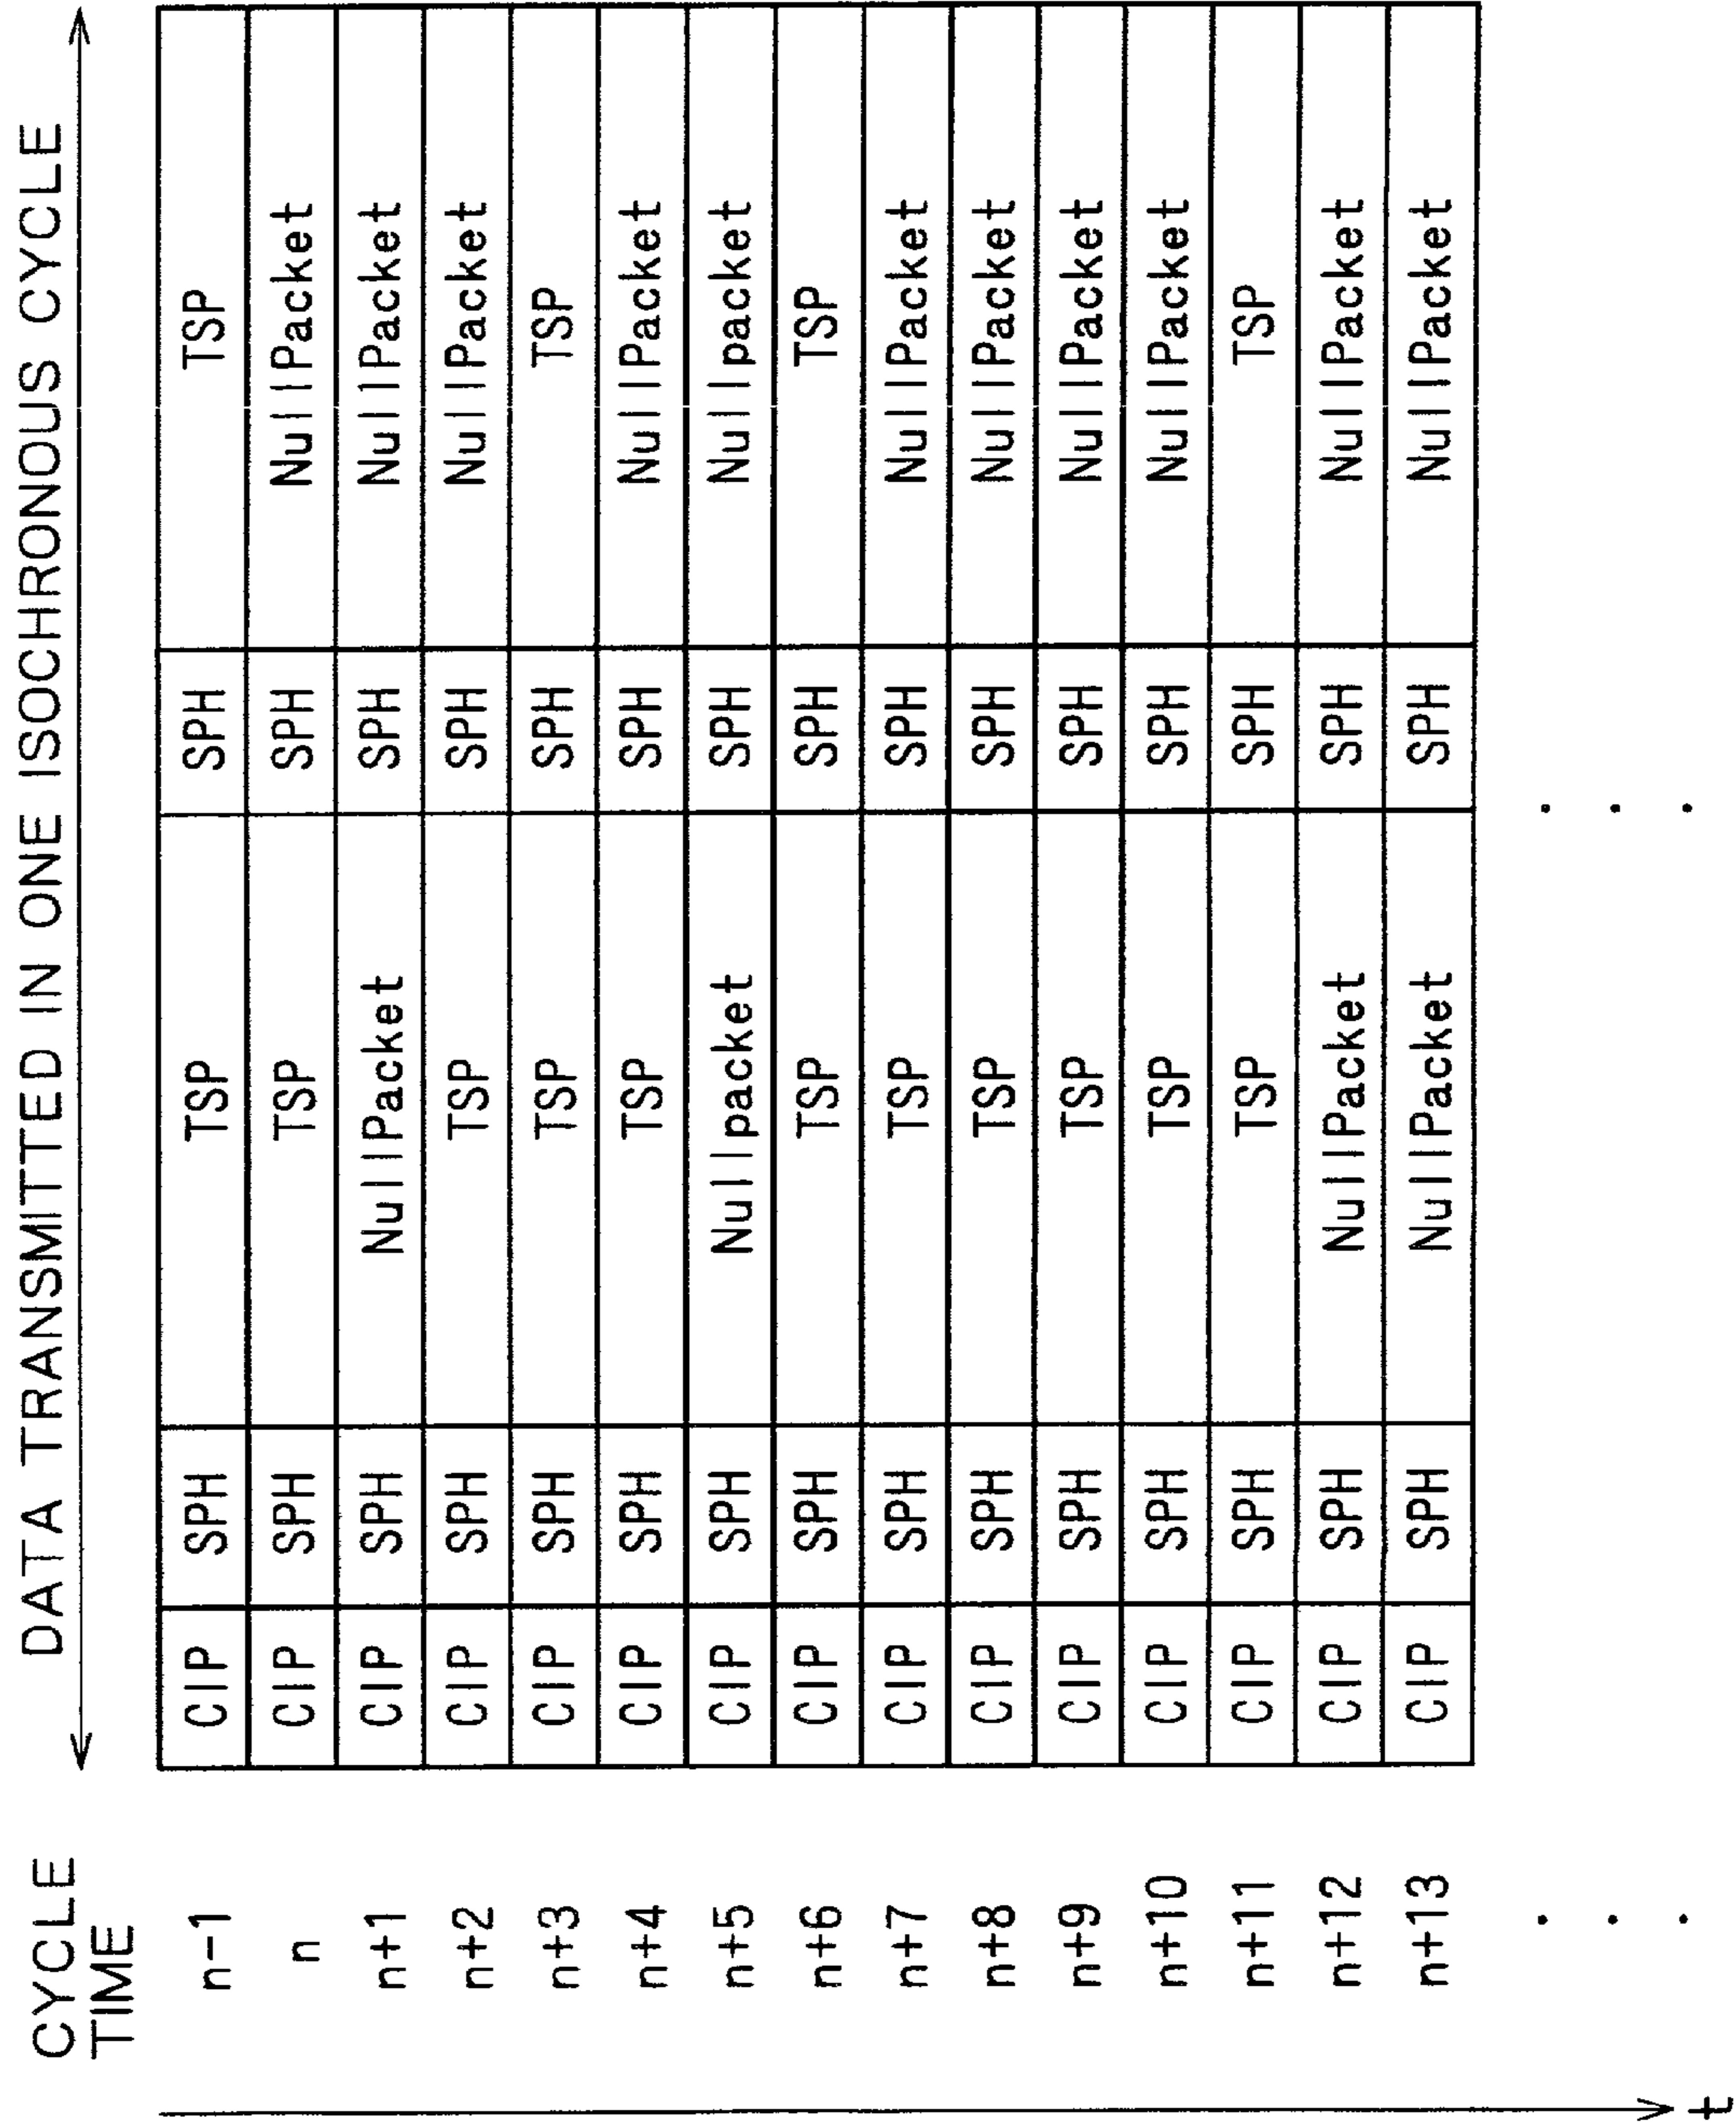 CYCLE TIME DATA TRANSMITTED IN ONE ISOCHRONOUS CYCLE
n-1 CIP SPH TSP SPH TSP
n CIP SPH TSP SPH NullPacket
n+1 CIP SPH NullPacket SPH NullPacket
n+2 CIP SPH TSP SPH NullPacket
n+3 CIP SPH TSP SPH TSP
n+4 CIP SPH TSP SPH NullPacket
n+5 CIP SPH Nullpacket SPH Nullpacket
n+6 CIP SPH TSP SPH TSP
n+7 CIP SPH TSP SPH NullPacket
n+8 CIP SPH TSP SPH NullPacket
n+9 CIP SPH TSP SPH NullPacket
n+10 CIP SPH TSP SPH NullPacket
n+11 CIP SPH TSP SPH TSP
n+12 CIP SPH NullPacket SPH NullPacket
n+13 CIP SPH NullPacket SPH NullPacket
t